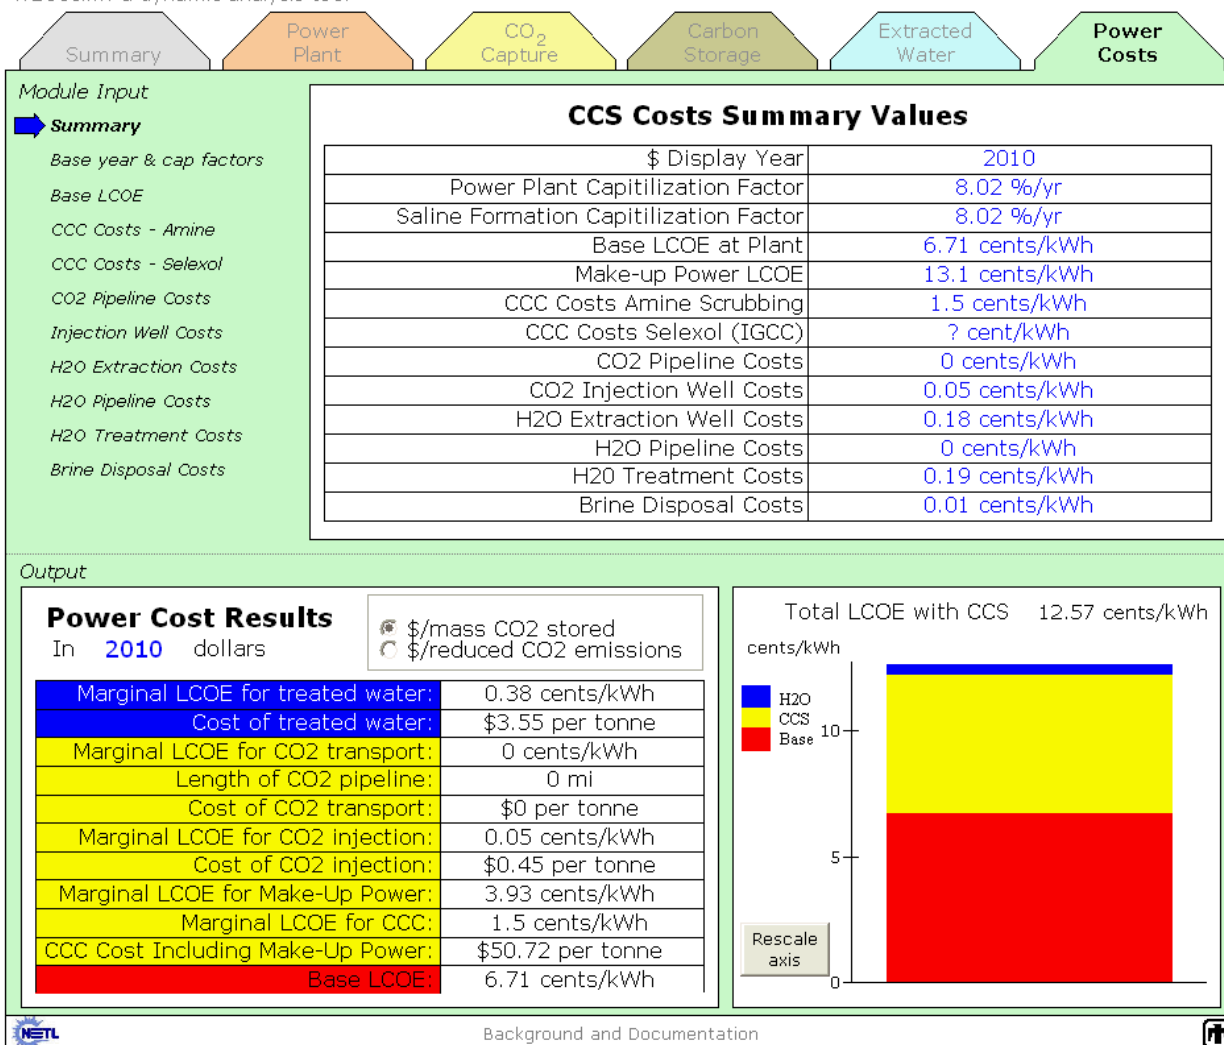 Summary
Power
Plant
CO2
Capture
Carbon
Storage
Extracted
Water
Power
Costs
Module Input
Summary
Base year & cap factors
Base LCOE
CCC Costs - Amine
CCC Costs - Selexol
CO2 Pipeline Costs
Injection Well Costs
H2O Extraction Costs
H2O Pipeline Costs
H2O Treatment Costs
Brine Disposal Costs
CCS Costs Summary Values
$ Display Year 2010
Power Plant Capitilization Factor 8.02 %/yr
Saline Formation Capitilization Factor 8.02 %/yr
Base LCOE at Plant 6.71 cents/kWh
Make-up Power LCOE 13.1 cents/kWh
CCC Costs Amine Scrubbing 1.5 cents/kWh
CCC Costs Selexol (IGCC) ? cent/kWh
CO2 Pipeline Costs 0 cents/kWh
CO2 Injection Well Costs 0.05 cents/kWh
H2O Extraction Well Costs 0.18 cents/kWh
H2O Pipeline Costs 0 cents/kWh
H20 Treatment Costs 0.19 cents/kWh
Brine Disposal Costs 0.01 cents/kWh
Output
Power Cost Results
In 2010 dollars
$/mass CO2 stored
$/reduced CO2 emissions
Marginal LCOE for treated water: 0.38 cents/kWh
Cost of treated water: $3.55 per tonne
Marginal LCOE for CO2 transport: 0 cents/kWh
Length of CO2 pipeline: 0 mi
Cost of CO2 transport: $0 per tonne
Marginal LCOE for CO2 injection: 0.05 cents/kWh
Cost of CO2 injection: $0.45 per tonne
Marginal LCOE for Make-Up Power: 3.93 cents/kWh
Marginal LCOE for CCC: 1.5 cents/kWh
CCC Cost Including Make-Up Power: $50.72 per tonne
Base LCOE: 6.71 cents/kWh
Total LCOE with CCS 12.57 cents/kWh
cents/kWh
H2O
CCS
Base
10
5
0
Rescale
axis
NETL
Background and Documentation